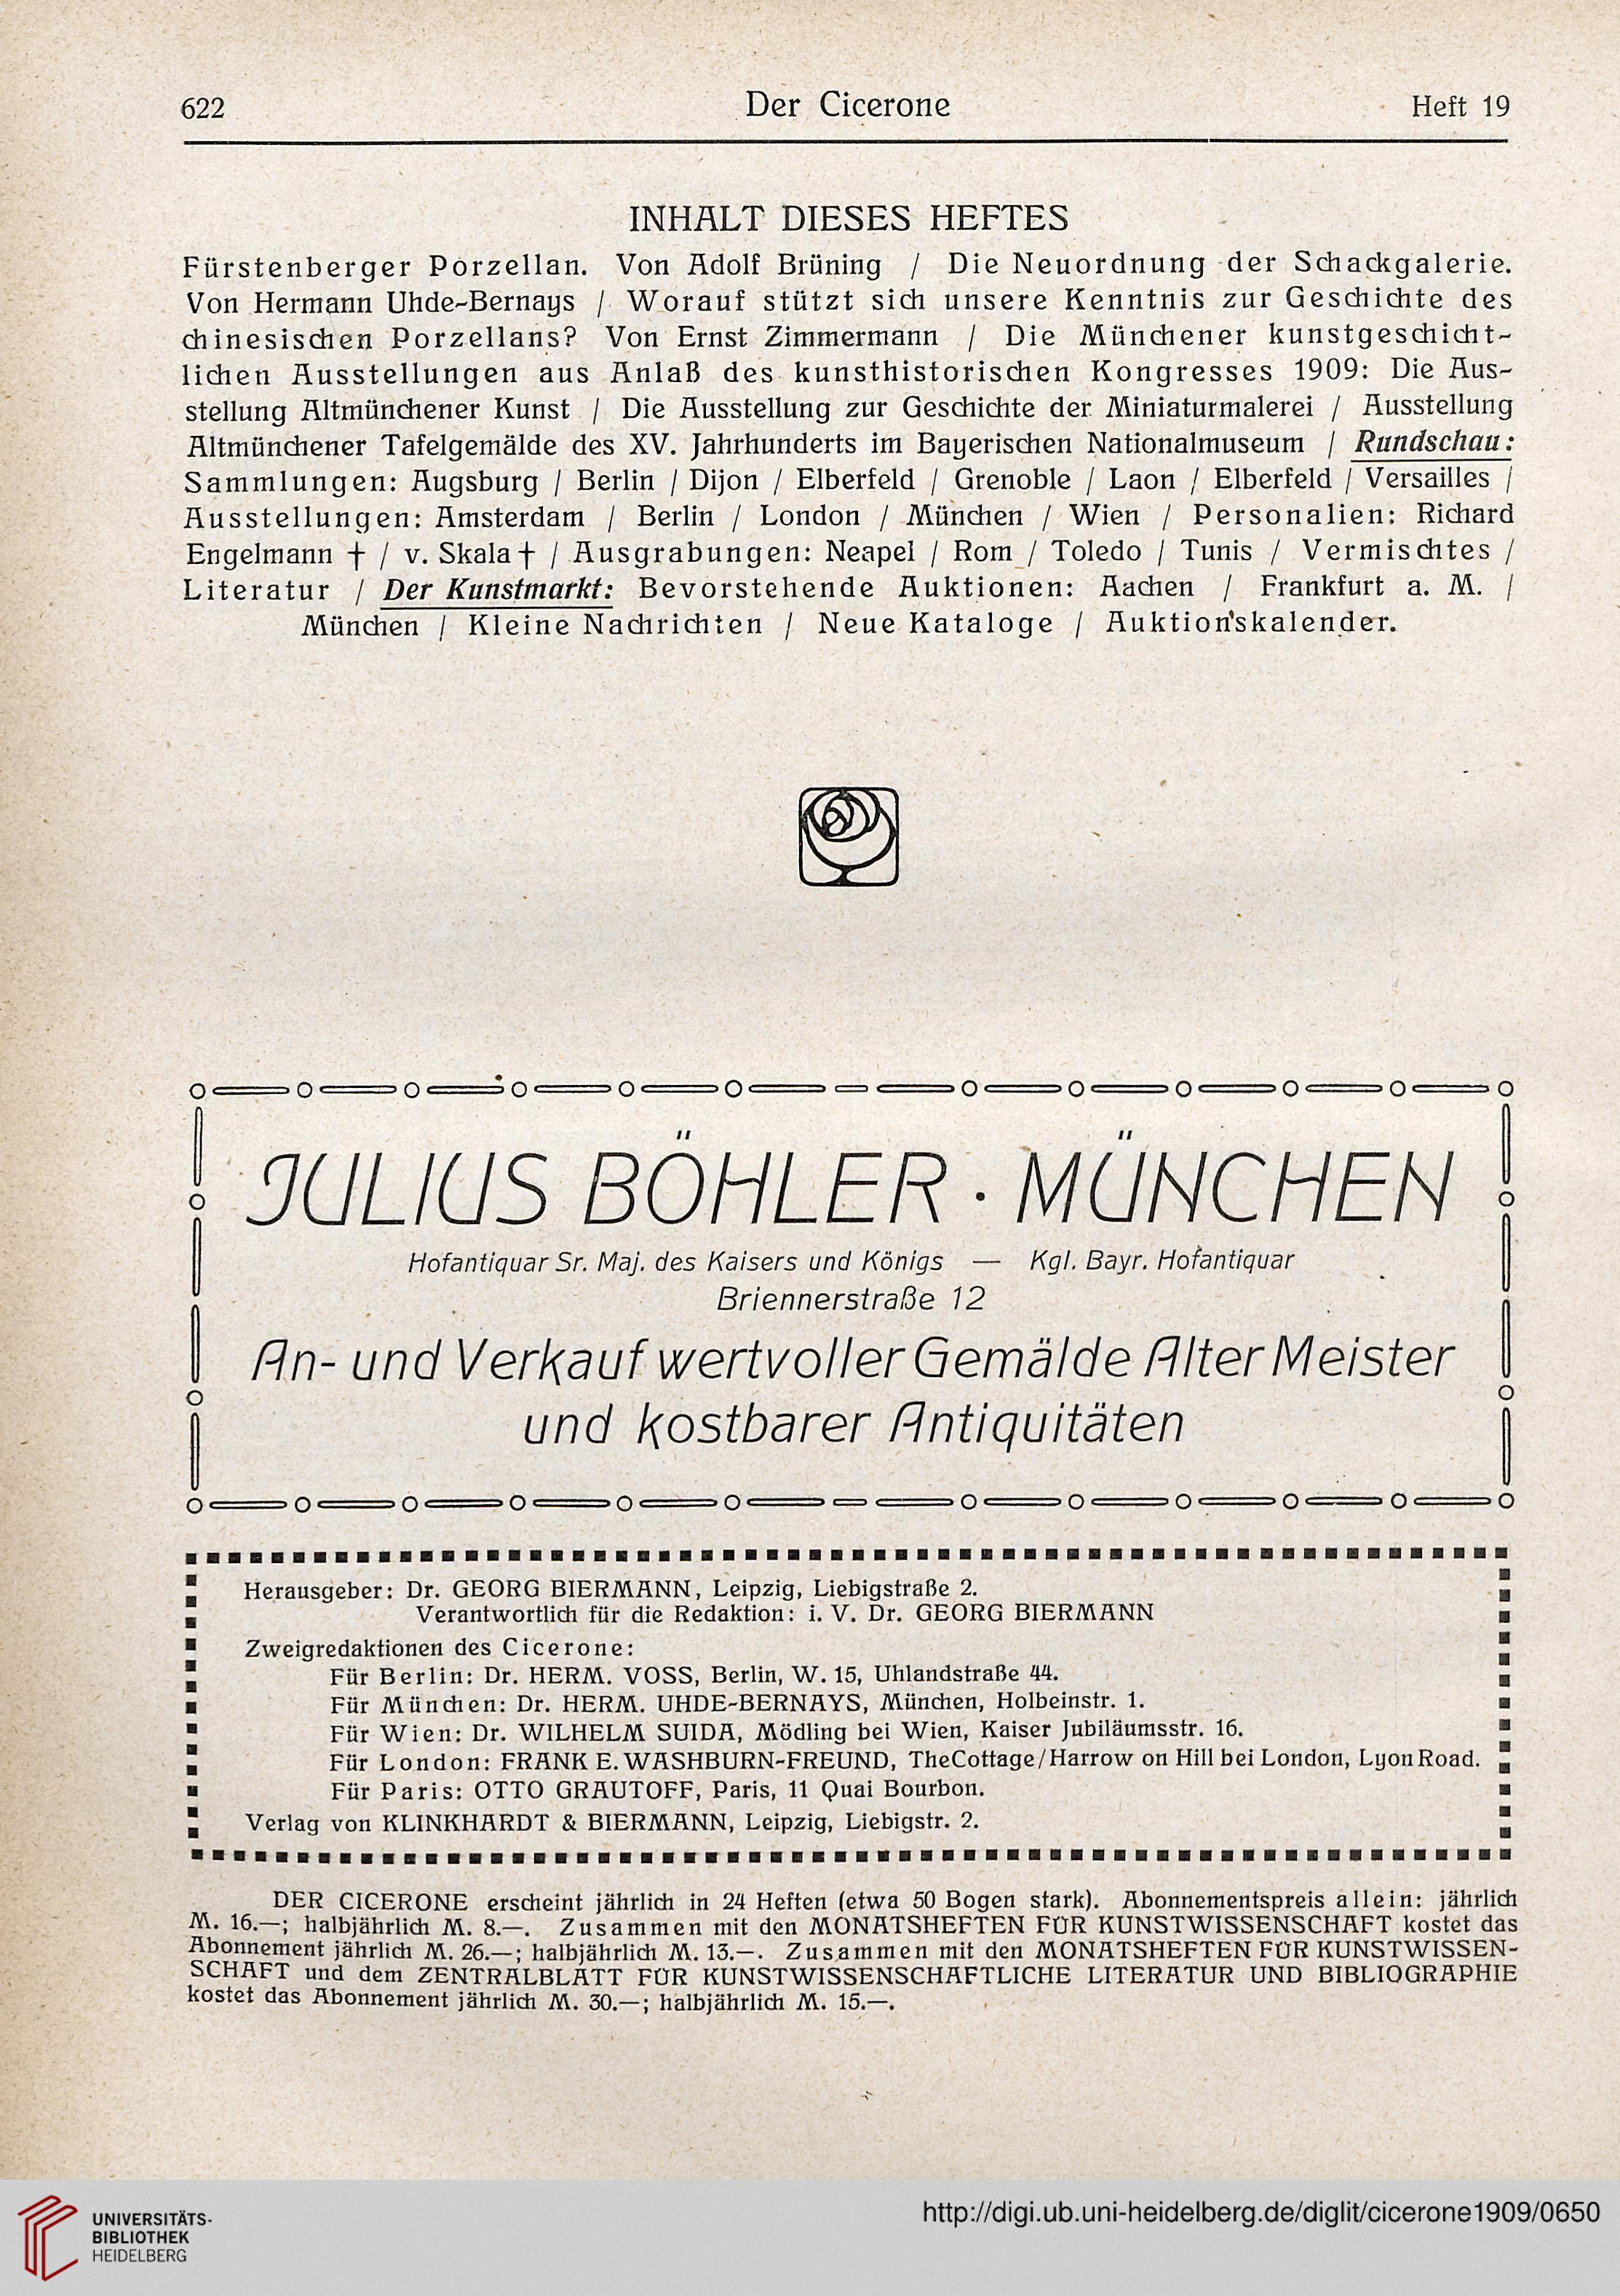 622 Der Cicerone Heft 19
INHALT DIESES HEFTES
Fürstenberger Porzellan. Von Adolf Brüning / Die Neuordnung der Schackgalerie.
Von Hermann Uhde-Bernays / Worauf stützt sich unsere Kenntnis zur Geschichte des
chinesischen Porzellans? Von Ernst Zimmermann / Die Münchener kunstgeschicht-
lichen Ausstellungen aus Anlaß des kunsthistorischen Kongresses 1909: Die Aus-
stellung Altmünchener Kunst / Die Ausstellung zur Geschichte der Miniaturmalerei / Ausstellung
Altmünchener Tafelgemälde des XV. Jahrhunderts im Bayerischen Nationalmuseum / Rundschau:
Sammlungen: Augsburg / Berlin / Dijon / Elberfeld / Grenoble / Laon / Elberfeld / Versailles /
Ausstellungen: Amsterdam / Berlin / London / München / Wien / Personalien: Richard
Engelmann † / v. Skala † / Ausgrabungen: Neapel / Rom / Toledo / Tunis / Vermischtes /
Literatur / Der Kunstmarkt: Bevorstehende Auktionen: Aachen / Frankfurt a. M. /
München / Kleine Nachrichten / Neue Kataloge / Auktionskalender.
JULIUS BÖHLER · MÜNCHEN
Hofantiquar Sr. Maj. des Kaisers und Königs — Kgl. Bayr. Hofantiquar
Briennerstraße 12
An- und Verkauf wertvoller Gemälde Alter Meister
und kostbarer Antiquitäten
Herausgeber: Dr. GEORG BIERMANN, Leipzig, Liebigstraße 2.
Verantwortlich für die Redaktion: i. V. Dr. GEORG BIERMANN
Zweigredaktionen des Cicerone:
Für Berlin: Dr. HERM. VOSS, Berlin, W. 15, Uhlandstraße 44.
Für München: Dr. HERM. UHDE-BERNAYS, München, Holbeinstr. 1.
Für Wien: Dr. WILHELM SUIDA, Mödling bei Wien, Kaiser Jubiläumsstr. 16.
Für London: FRANK E. WASHBURN-FREUND, The Cottage / Harrow on Hill bei London, Lyon Road.
Für Paris: OTTO GRAUTOFF, Paris, 11 Quai Bourbon.
Verlag von KLINKHARDT & BIERMANN, Leipzig, Liebigstr. 2.
DER CICERONE erscheint jährlich in 24 Heften (etwa 50 Bogen stark). Abonnementspreis allein: jährlich
M. 16.—; halbjährlich M. 8.—. Zusammen mit den MONATSHEFTEN FÜR KUNSTWISSENSCHAFT kostet das
Abonnement jährlich M. 26.—; halbjährlich M. 13.—. Zusammen mit den MONATSHEFTEN FÜR KUNSTWISSEN-
SCHAFT und dem ZENTRALBLATT FÜR KUNSTWISSENSCHAFTLICHE LITERATUR UND BIBLIOGRAPHIE
kostet das Abonnement jährlich M. 30.—; halbjährlich M. 15.—.
UNIVERSITÄTS-
BIBLIOTHEK
HEIDELBERG
http://digi.ub.uni-heidelberg.de/diglit/cicerone1909/0650